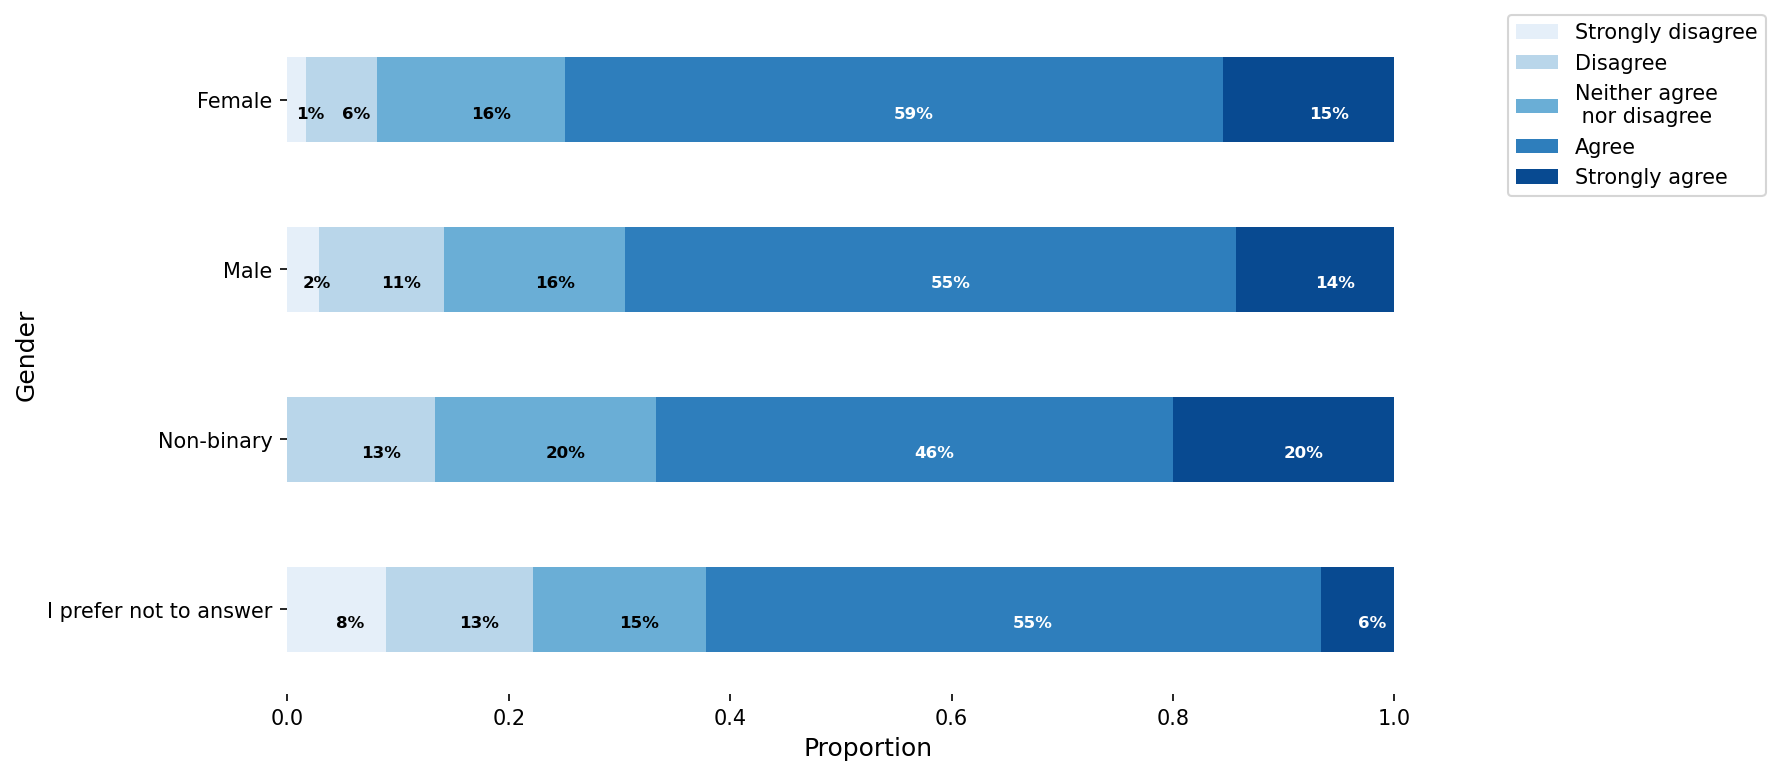 Strongly disagree
Disagree
Neither agree
nor disagree
Agree
Strongly agree
Gender
Female
1% 6% 16% 59% 15%
Male
2% 11% 16% 55% 14%
Non-binary
13% 20% 46% 20%
I prefer not to answer
8% 13% 15% 55% 6%
0.0 0.2 0.4 0.6 0.8 1.0
Proportion